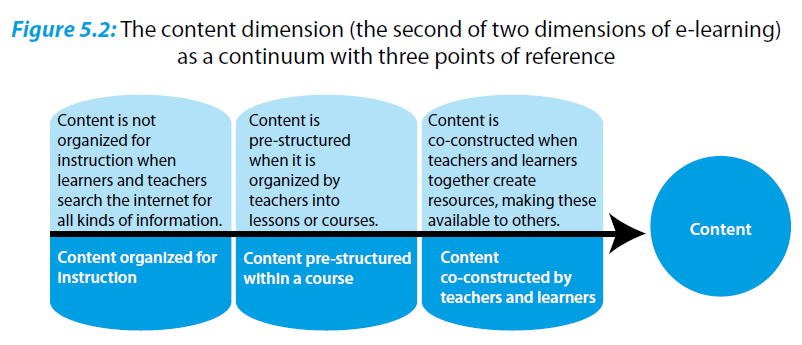 Figure 5.2: The content dimension (the second of two dimensions of e-learning)
as a continuum with three points of reference
Content is not
organized for
instruction when
learners and teachers
search the internet for
all kinds of information.
Content is
pre-structured
when it is
organized by
teachers into
lessons or courses.
Content is
co-constructed when
teachers and learners
together create
resources, making these
available to others.
Content organized for
instruction
Content pre-structured
within a course
Content
co-constructed by
teachers and learners
Content